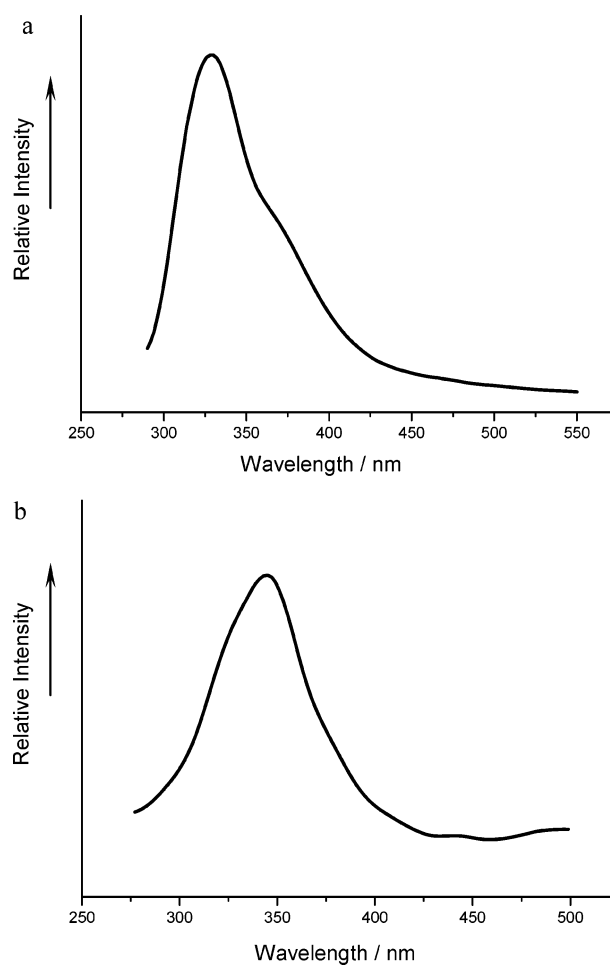 a
Relative Intensity
250 300 350 400 450 500 550
Wavelength / nm
b
Relative Intensity
250 300 350 400 450 500
Wavelength / nm